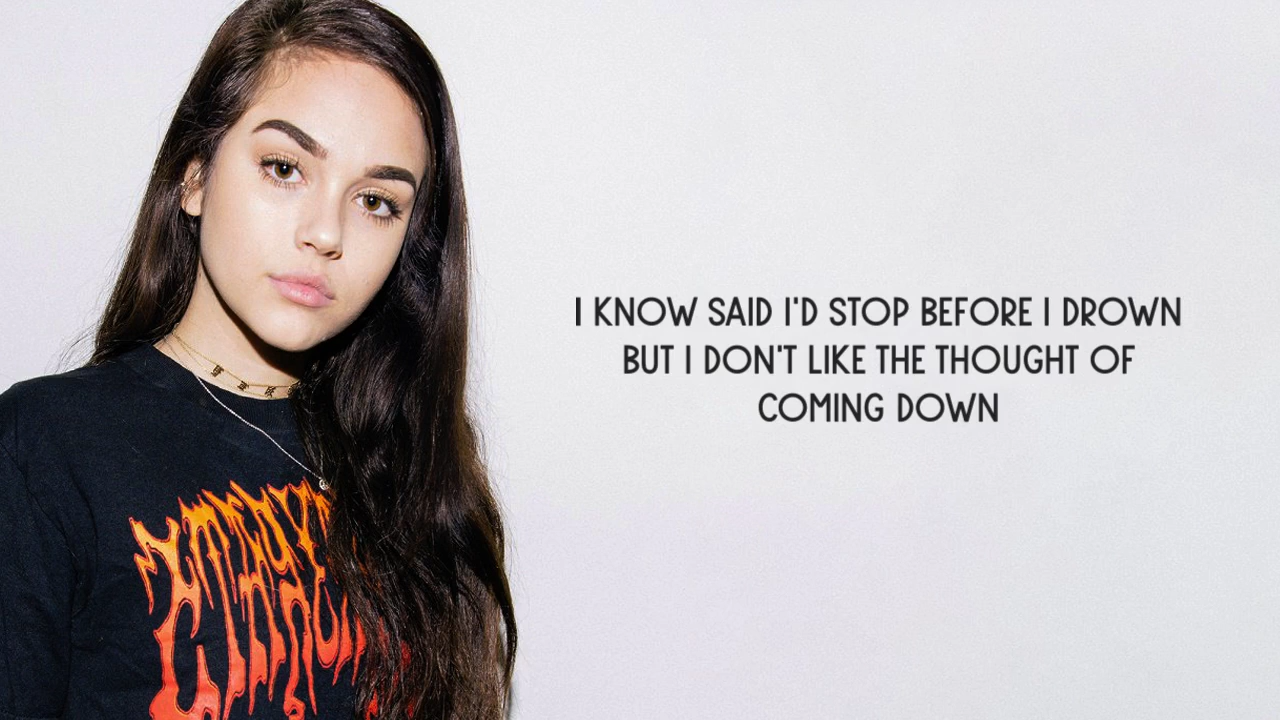 I KNOW SAID I'D STOP BEFORE I DROWN
BUT I DON'T LIKE THE THOUGHT OF
COMING DOWN